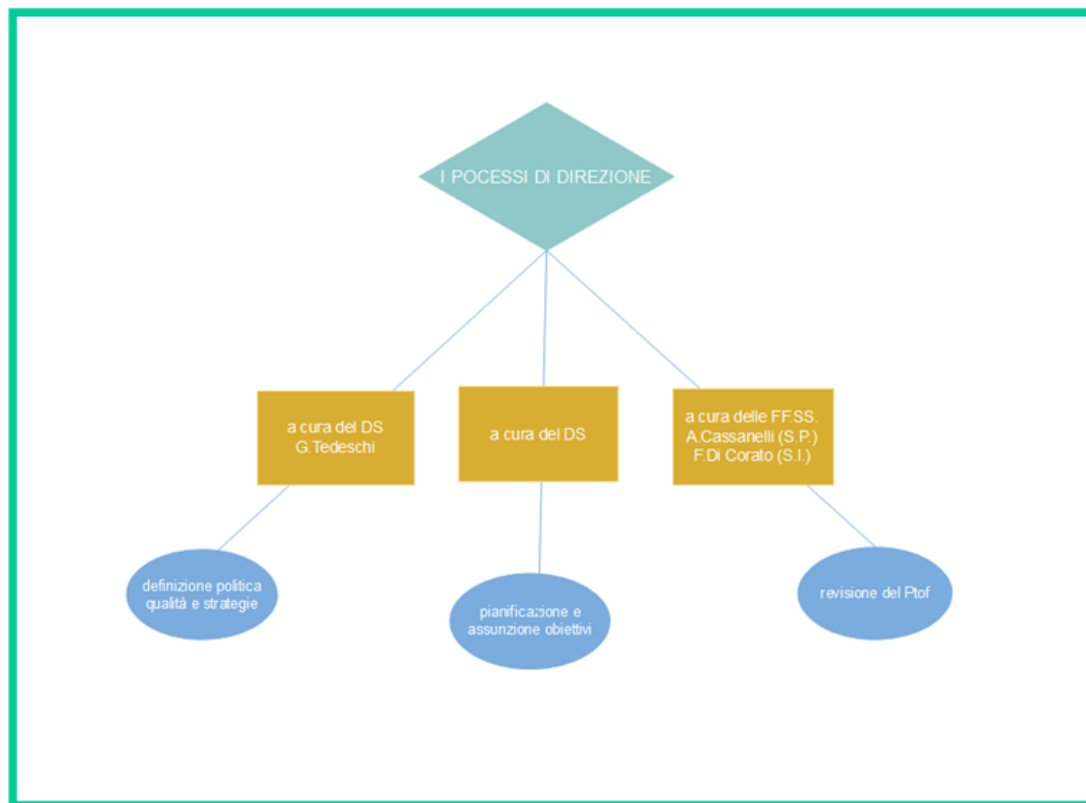 I POCESSI DI DIREZIONE
a cura del DS
G.Tedeschi
a cura del DS
a cura delle FF.SS.
A.Cassanelli (S.P.)
F.Di Corato (S.I.)
definizione politica
qualità e strategie
pianificazione e
assunzione obiettivi
revisione del Ptof